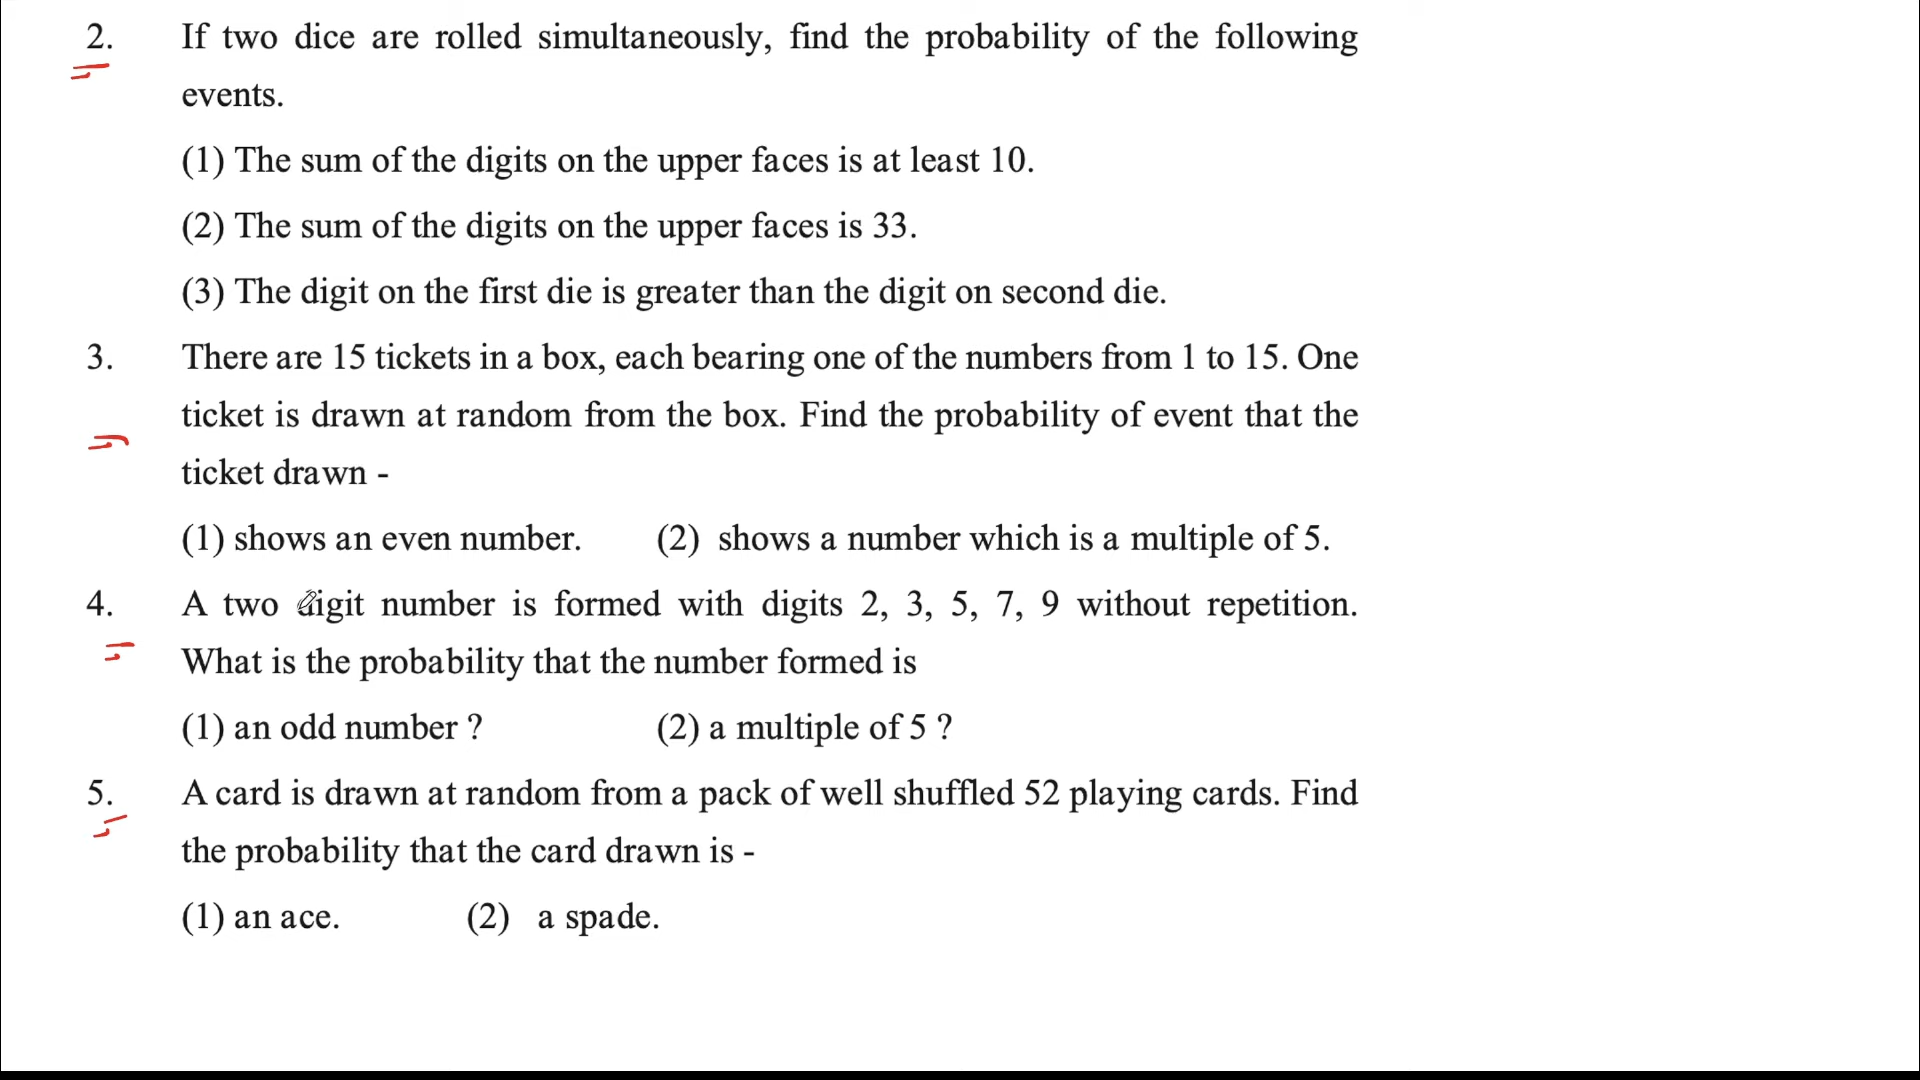 2. If two dice are rolled simultaneously, find the probability of the following
events.
(1) The sum of the digits on the upper faces is at least 10.
(2) The sum of the digits on the upper faces is 33.
(3) The digit on the first die is greater than the digit on second die.
3. There are 15 tickets in a box, each bearing one of the numbers from 1 to 15. One
ticket is drawn at random from the box. Find the probability of event that the
ticket drawn -
(1) shows an even number. (2) shows a number which is a multiple of 5.
4. A two digit number is formed with digits 2, 3, 5, 7, 9 without repetition.
What is the probability that the number formed is
(1) an odd number ? (2) a multiple of 5 ?
5. A card is drawn at random from a pack of well shuffled 52 playing cards. Find
the probability that the card drawn is -
(1) an ace. (2) a spade.